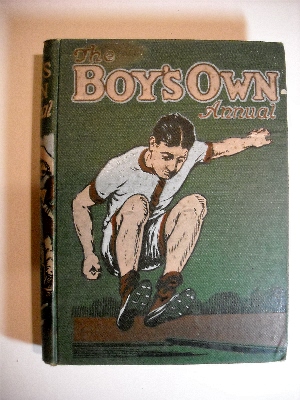 The
BOY'S OWN
Annual